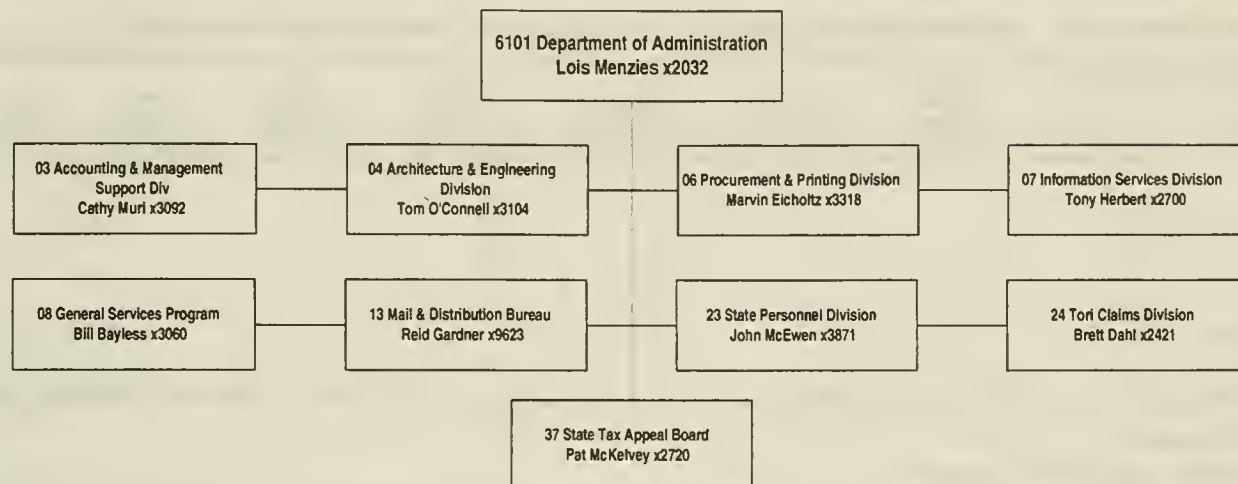 6101 Department of Administration
Lois Menzies x2032
03 Accounting & Management
Support Div
Cathy Muri x3092
04 Architecture & Engineering
Division
Tom O'Connell x3104
06 Procurement & Printing Division
Marvin Eicholtz x3318
07 Information Services Division
Tony Herbert x2700
08 General Services Program
Bill Bayless x3060
13 Mail & Distribution Bureau
Reid Gardner x9623
23 State Personnel Division
John McEwen x3871
24 Tort Claims Division
Brett Dahl x2421
37 State Tax Appeal Board
Pat McKelvey x2720